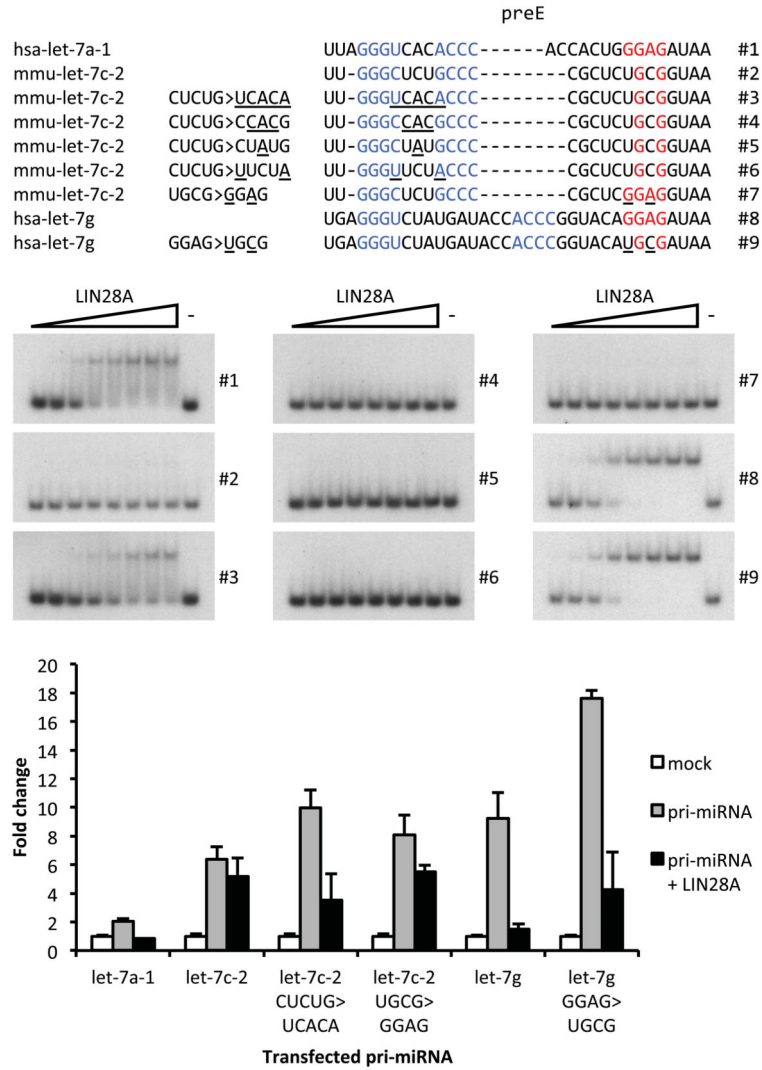 preE
hsa-let-7a-1 UUAGGGUCACACCC-------ACCACUGGGAGAUAA #1
mmu-let-7c-2 UU-GGGCUCUGCCC---------CGCUCUGCGGUAA #2
mmu-let-7c-2 CUCUG>UCACA UU-GGGUCACACCC---------CGCUCUGCGGUAA #3
mmu-let-7c-2 CUCUG>CCACG UU-GGGCCACGCCC---------CGCUCUGCGGUAA #4
mmu-let-7c-2 CUCUG>CUAUG UU-GGGCUAUGCCC---------CGCUCUGCGGUAA #5
mmu-let-7c-2 CUCUG>UUCUA UU-GGGUUCUACCC---------CGCUCUGCGGUAA #6
mmu-let-7c-2 UGCG>GGAG UU-GGGCUCUGCCC---------CGCUCGGAGGUAA #7
hsa-let-7g UGAGGGUCUAUGAUACCACCCGGUACAGGAGAUAA #8
hsa-let-7g GGAG>UGCG UGAGGGUCUAUGAUACCACCCGGUACAUGCGAUAA #9
LIN28A - LIN28A - LIN28A -
#1 #4 #7
#2 #5 #8
#3 #6 #9
20
18
16
14
12
10
8
6
4
2
0
Fold change
mock
pri-miRNA
pri-miRNA
+ LIN28A
let-7a-1 let-7c-2 let-7c-2 let-7c-2 let-7g let-7g
CUCUG> UGCG> GGAG>
UCACA GGAG UGCG
Transfected pri-miRNA